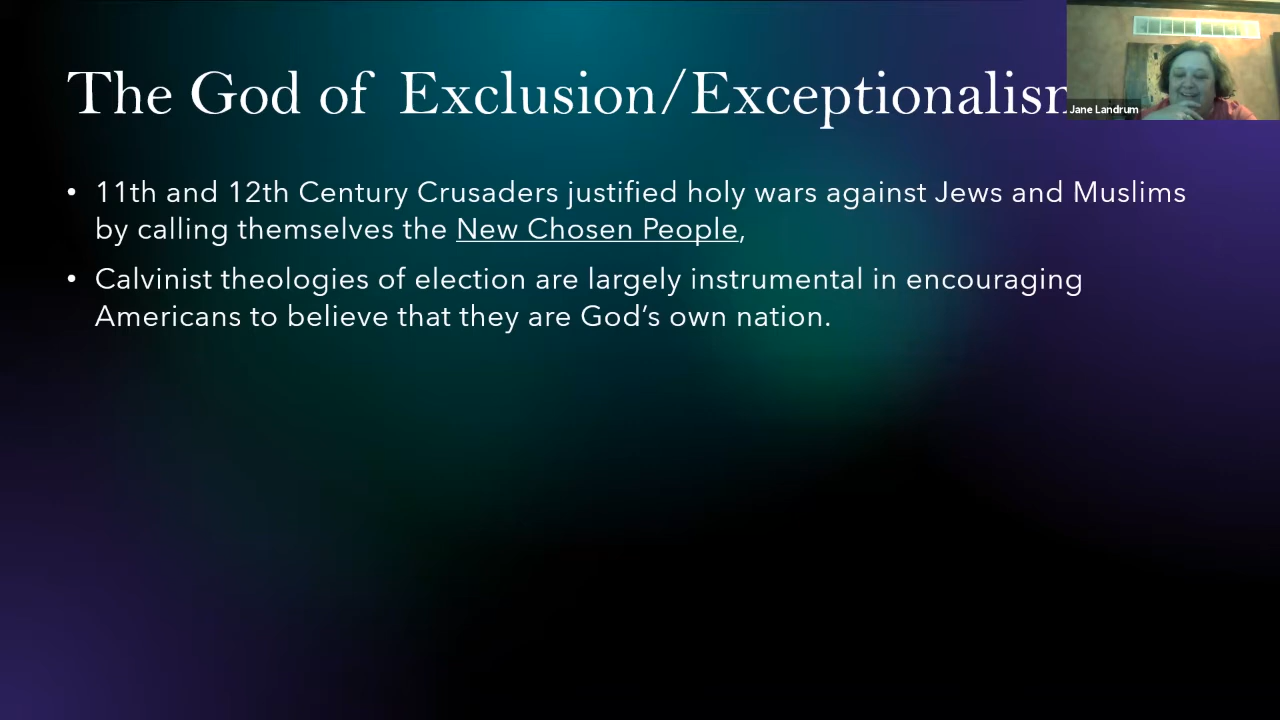 The God of Exclusion/Exceptionalism
Jane Landrum
• 11th and 12th Century Crusaders justified holy wars against Jews and Muslims
by calling themselves the New Chosen People,
• Calvinist theologies of election are largely instrumental in encouraging
Americans to believe that they are God’s own nation.